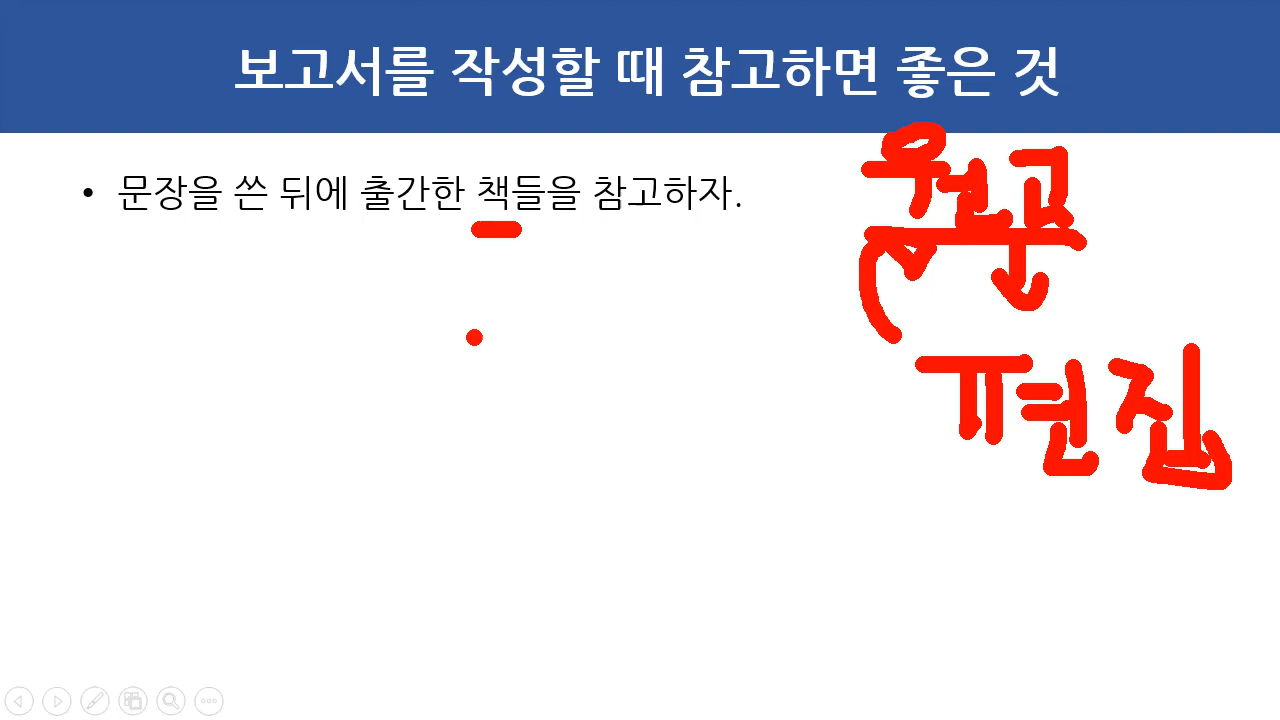 보고서를 작성할 때 참고하면 좋은 것
• 문장을 쓴 뒤에 출간한 책들을 참고하자.
원고
편집